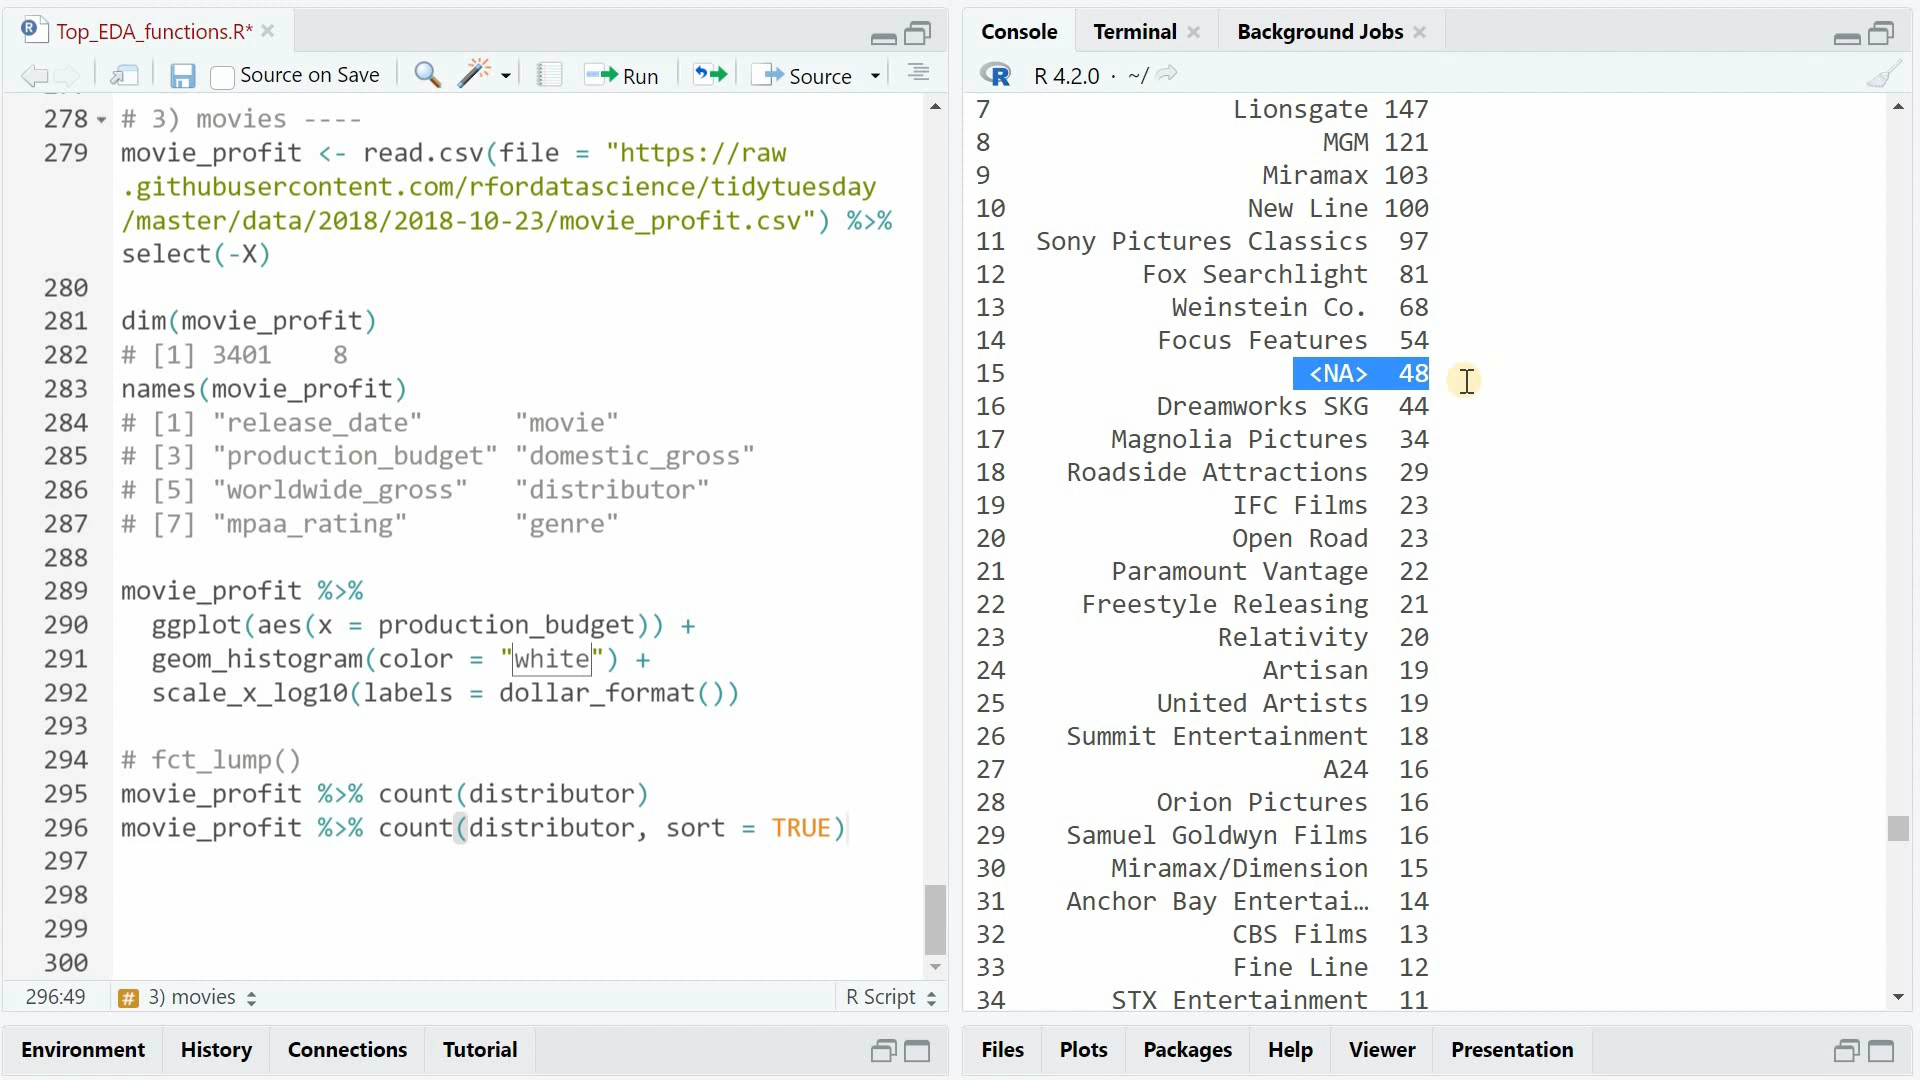 Top_EDA_functions.R*
Source on Save
Run
Source
278 # 3) movies ----
279 movie_profit <- read.csv(file = "https://raw
.githubusercontent.com/rfordatascience/tidytuesday
/master/data/2018/2018-10-23/movie_profit.csv") %>%
select(-X)
280
281 dim(movie_profit)
282 # [1] 3401    8
283 names(movie_profit)
284 # [1] "release_date"      "movie"
285 # [3] "production_budget" "domestic_gross"
286 # [5] "worldwide_gross"   "distributor"
287 # [7] "mpaa_rating"       "genre"
288
289 movie_profit %>%
290   ggplot(aes(x = production_budget)) +
291   geom_histogram(color = "white") +
292   scale_x_log10(labels = dollar_format())
293
294 # fct_lump()
295 movie_profit %>% count(distributor)
296 movie_profit %>% count(distributor, sort = TRUE)
297
298
299
300
296:49 # 3) movies R Script
Environment History Connections Tutorial
Console Terminal Background Jobs
R R 4.2.0 · ~/
7 Lionsgate 147
8 MGM 121
9 Miramax 103
10 New Line 100
11 Sony Pictures Classics 97
12 Fox Searchlight 81
13 Weinstein Co. 68
14 Focus Features 54
15 <NA> 48
16 Dreamworks SKG 44
17 Magnolia Pictures 34
18 Roadside Attractions 29
19 IFC Films 23
20 Open Road 23
21 Paramount Vantage 22
22 Freestyle Releasing 21
23 Relativity 20
24 Artisan 19
25 United Artists 19
26 Summit Entertainment 18
27 A24 16
28 Orion Pictures 16
29 Samuel Goldwyn Films 16
30 Miramax/Dimension 15
31 Anchor Bay Entertai… 14
32 CBS Films 13
33 Fine Line 12
34 STX Entertainment 11
Files Plots Packages Help Viewer Presentation